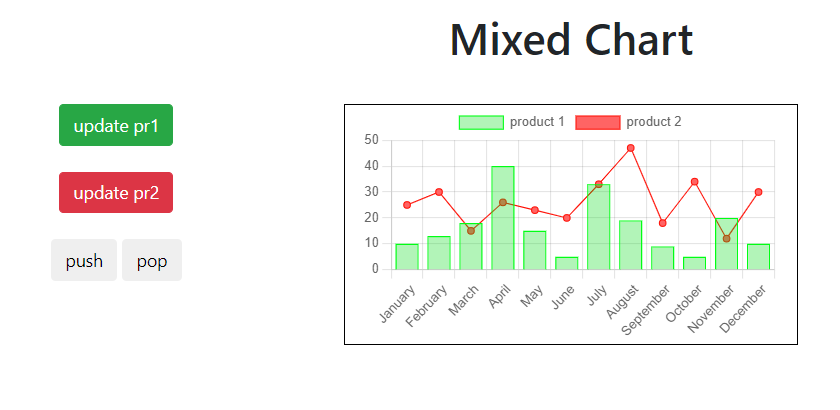 Mixed Chart
update pr1
update pr2
push pop
product 1 product 2
50
40
30
20
10
0
January February March April May June July August September October November December